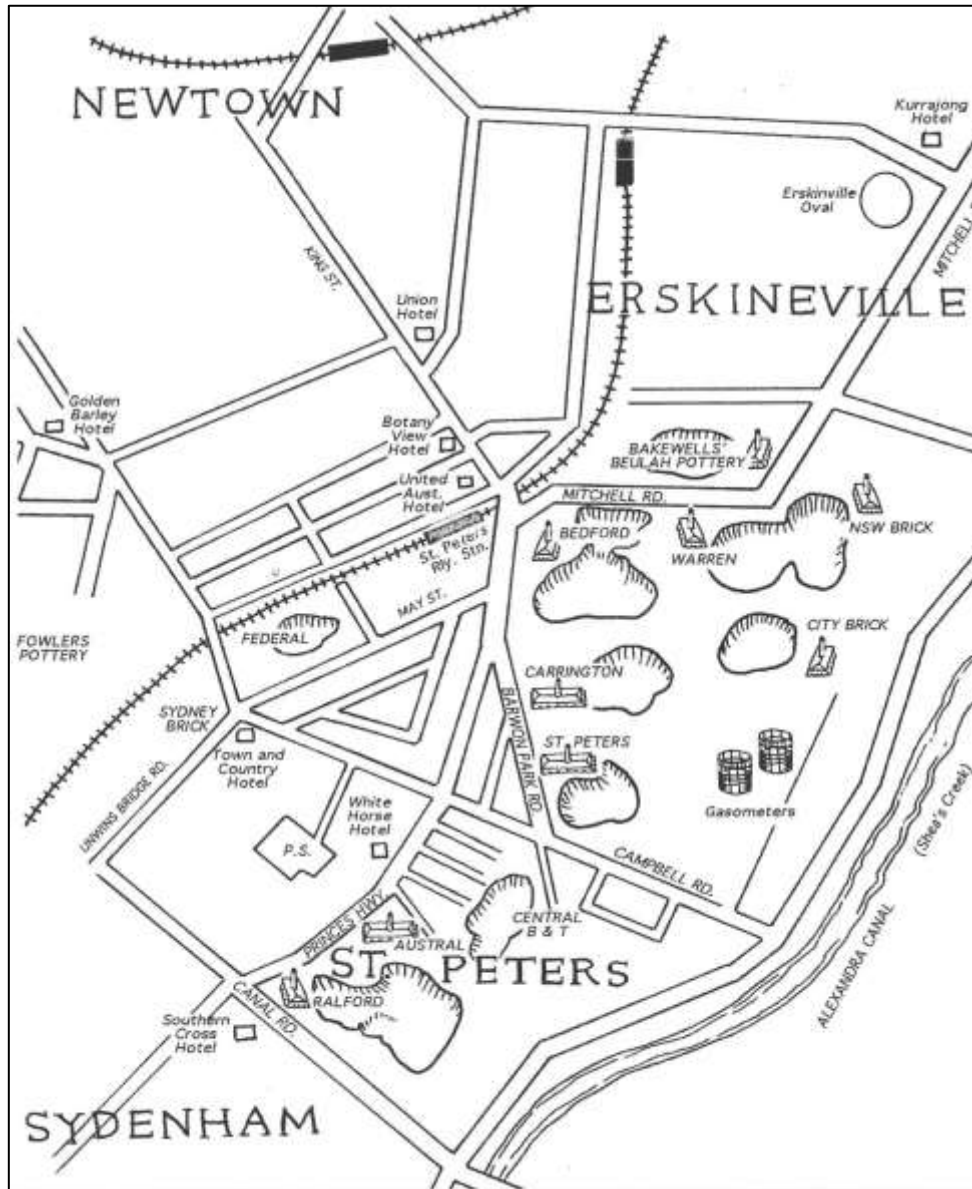 NEWTOWN
Kurrajong
Hotel
Erskinville
Oval
MITCHELL
KING ST.
Union
Hotel
ERSKINEVILLE
Golden
Barley
Hotel
Botany
View
Hotel
BAKEWELLS'
BEULAH POTTERY
United
Aust.
Hotel
MITCHELL RD.
NSW BRICK
BEDFORD
WARREN
St. Peters
Rly. Stn.
MAY ST.
FOWLERS
POTTERY
FEDERAL
CITY BRICK
CARRINGTON
SYDNEY
BRICK
BARWON PARK RD.
ST. PETERS
Town and
Country
Hotel
UNWINS BRIDGE RD.
White
Horse
Hotel
Gasometers
(Shea's Creek)
P.S.
CAMPBELL RD.
PRINCES HWY.
CENTRAL
B & T
AUSTRAL
ALEXANDRA CANAL
ST. PETERS
RALFORD
CANAL RD.
Southern
Cross
Hotel
SYDENHAM